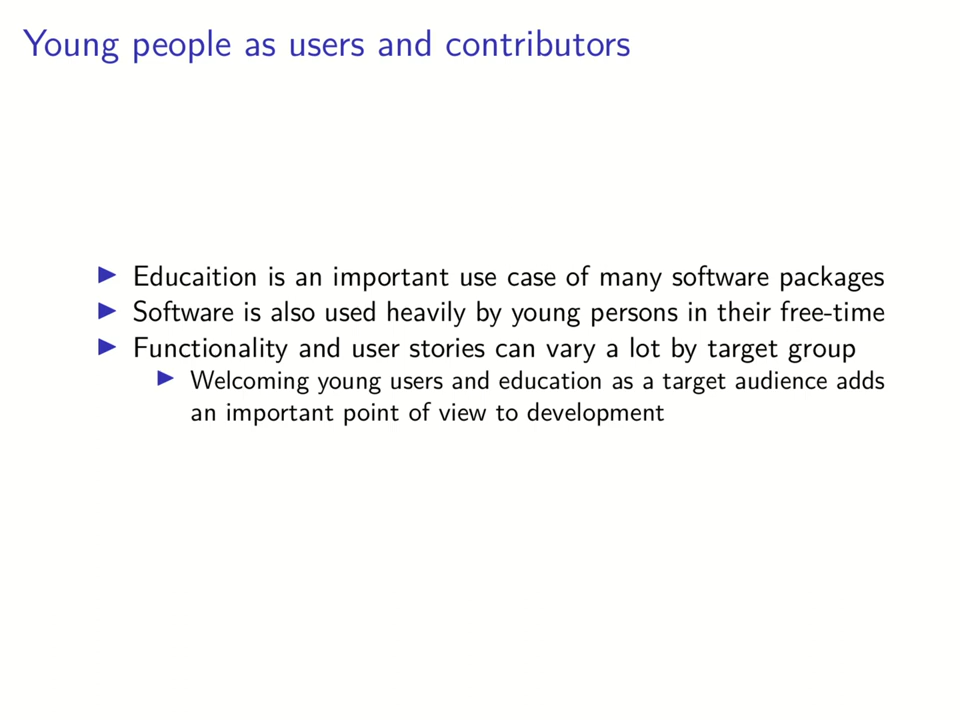 Young people as users and contributors
Educaition is an important use case of many software packages
Software is also used heavily by young persons in their free-time
Functionality and user stories can vary a lot by target group
Welcoming young users and education as a target audience adds
an important point of view to development